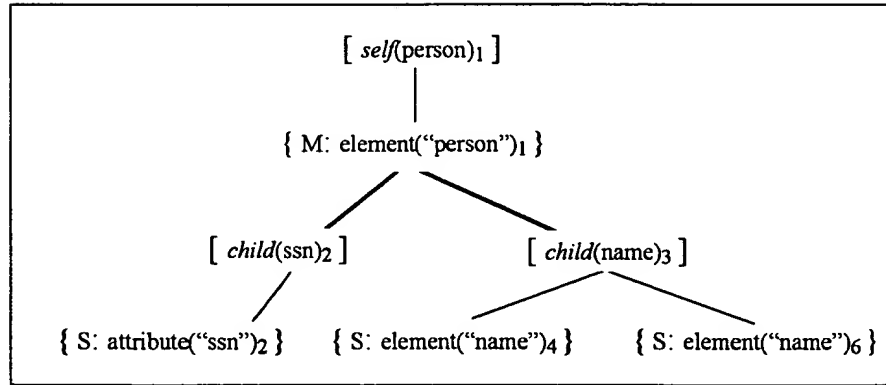 [ self(person)1 ]
{ M: element(“person”)1 }
[ child(ssn)2 ]
[ child(name)3 ]
{ S: attribute(“ssn”)2 }
{ S: element(“name”)4 }
{ S: element(“name”)6 }